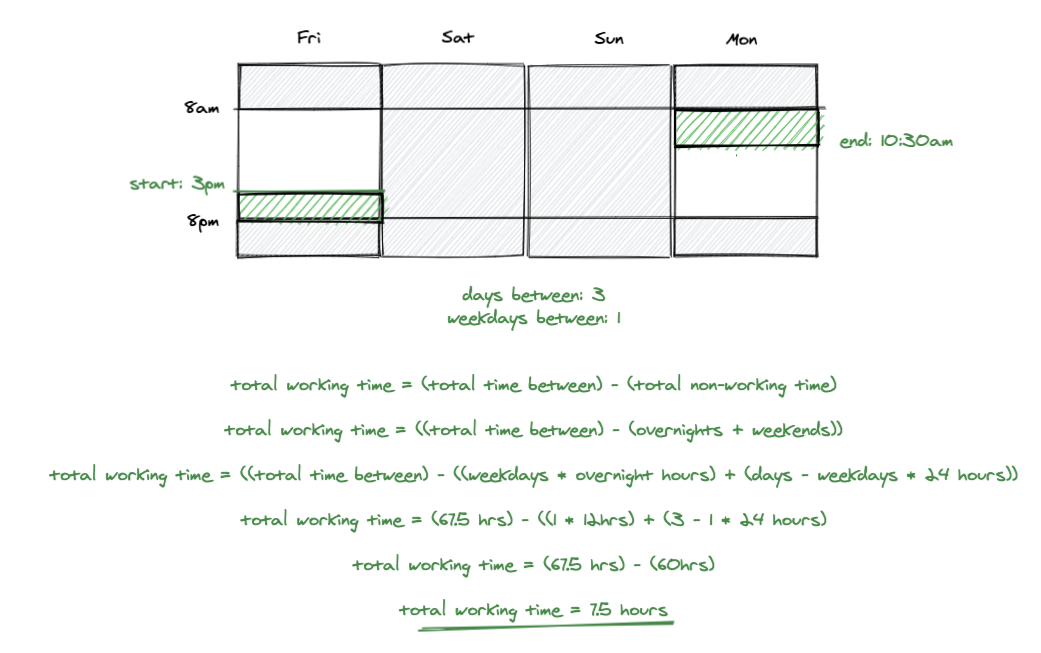 Fri Sat Sun Mon
8am
end: 10:30am
start: 3pm
8pm
days between: 3
weekdays between: 1
total working time = (total time between) - (total non-working time)
total working time = ((total time between) - (overnights + weekends))
total working time = ((total time between) - ((weekdays * overnight hours) + (days - weekdays * 24 hours))
total working time = (67.5 hrs) - ((1 * 12hrs) + (3 - 1 * 24 hours)
total working time = (67.5 hrs) - (60hrs)
total working time = 7.5 hours